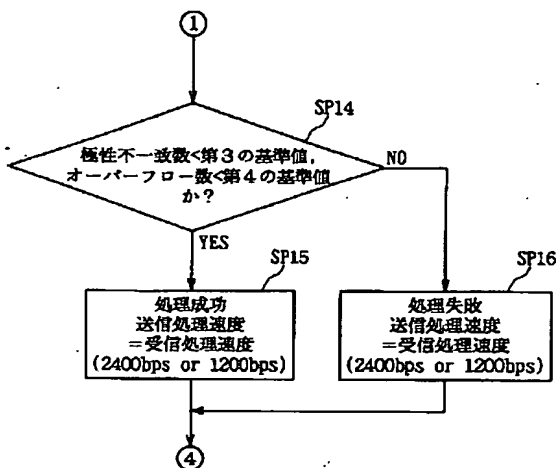 ①
SP14
極性不一致数<第3の基準値,
オーバーフロー数<第4の基準値
か?
NO
YES
SP15
処理成功
送信処理速度
=受信処理速度
(2400bps or 1200bps)
SP16
処理失敗
送信処理速度
=受信処理速度
(2400bps or 1200bps)
④